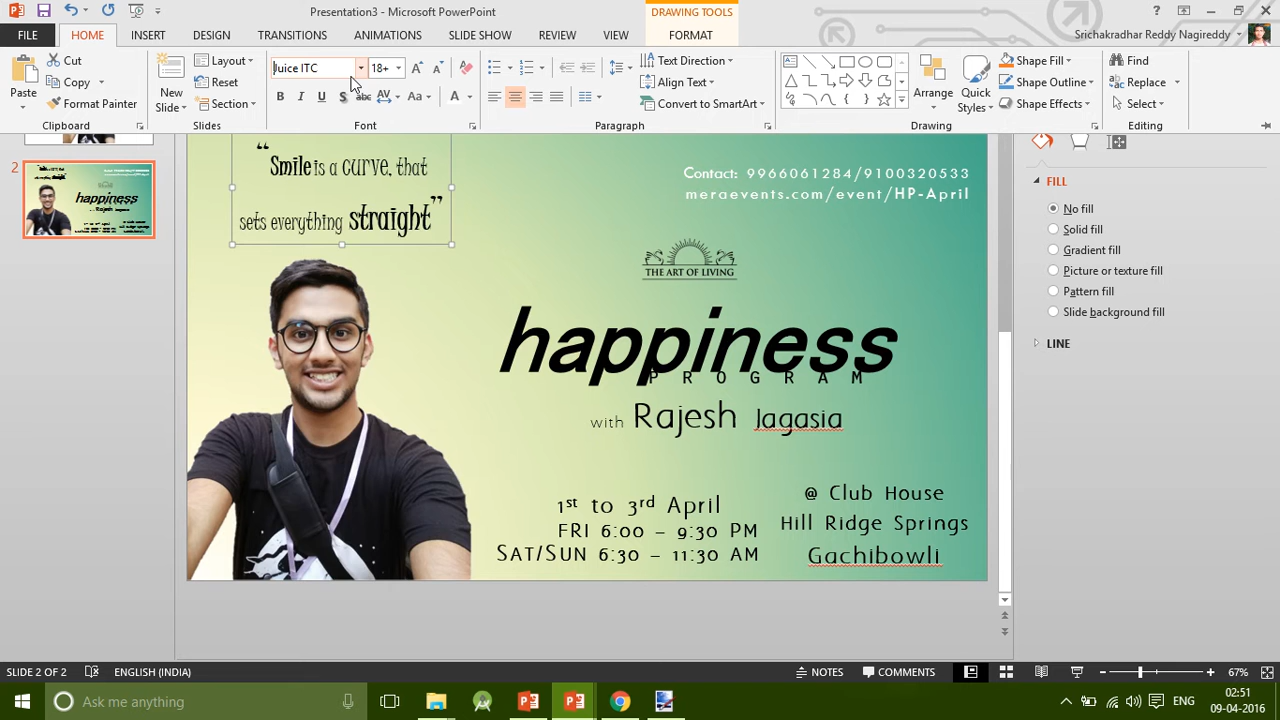 Presentation3 - Microsoft PowerPoint
DRAWING TOOLS
?
FILE
HOME
INSERT
DESIGN
TRANSITIONS
ANIMATIONS
SLIDE SHOW
REVIEW
VIEW
FORMAT
Srichakradhar Reddy Nagireddy
Paste
Cut
Copy
Format Painter
Clipboard
New
Slide
Layout
Reset
Section
Slides
Juice ITC
18+
B
U
S
abc
AV
Aa
A
Font
Text Direction
Align Text
Convert to SmartArt
Paragraph
Arrange
Quick
Styles
Shape Fill
Shape Outline
Shape Effects
Drawing
Find
Replace
Select
Editing
2
“Smile is a curve, that
sets everything straight”
Contact: 9966061284/9100320533
meraevents.com/event/HP-April
THE ART OF LIVING
happiness
PROGRAM
with Rajesh Jagasia
1st to 3rd April
FRI 6:00 – 9:30 PM
SAT/SUN 6:30 – 11:30 AM
@ Club House
Hill Ridge Springs
Gachibowli
FILL
No fill
Solid fill
Gradient fill
Picture or texture fill
Pattern fill
Slide background fill
LINE
SLIDE 2 OF 2
ENGLISH (INDIA)
NOTES
COMMENTS
67%
Ask me anything
ENG
02:51
09-04-2016